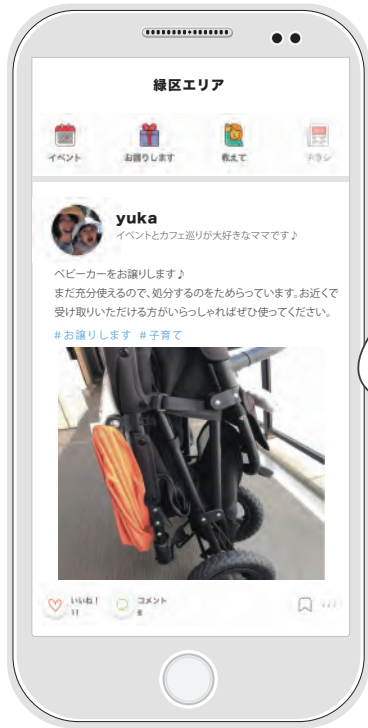 緑区エリア
イベント
お譲りします
教えて
チラシ
yuka
イベントとカフェ巡りが大好きなママです♪
ベビーカーをお譲りします♪
まだ充分使えるので、処分するのをためらっています。お近くで
受け取りいただける方がいらっしゃればぜひ使ってください。
#お譲りします #子育て
いいね！
11
コメント
8